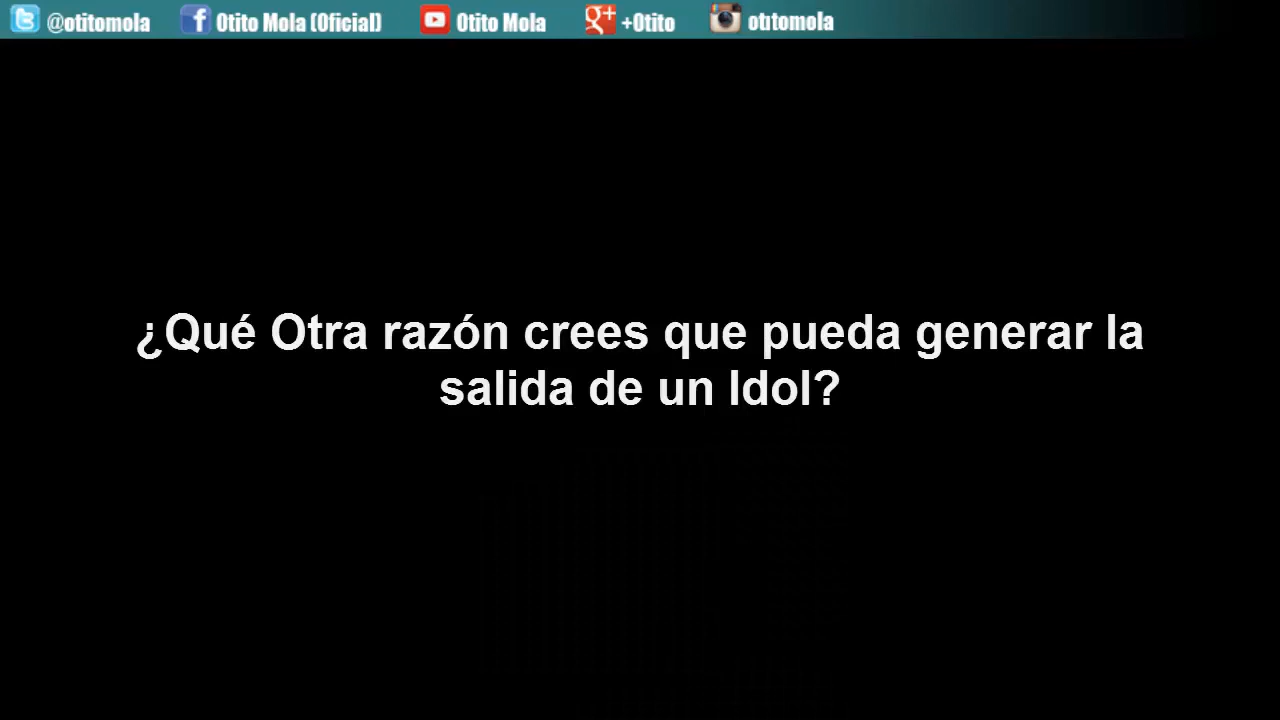 @otitomola Otito Mola (Oficial) Otito Mola +Otito otitomola
¿Qué Otra razón crees que pueda generar la
salida de un Idol?